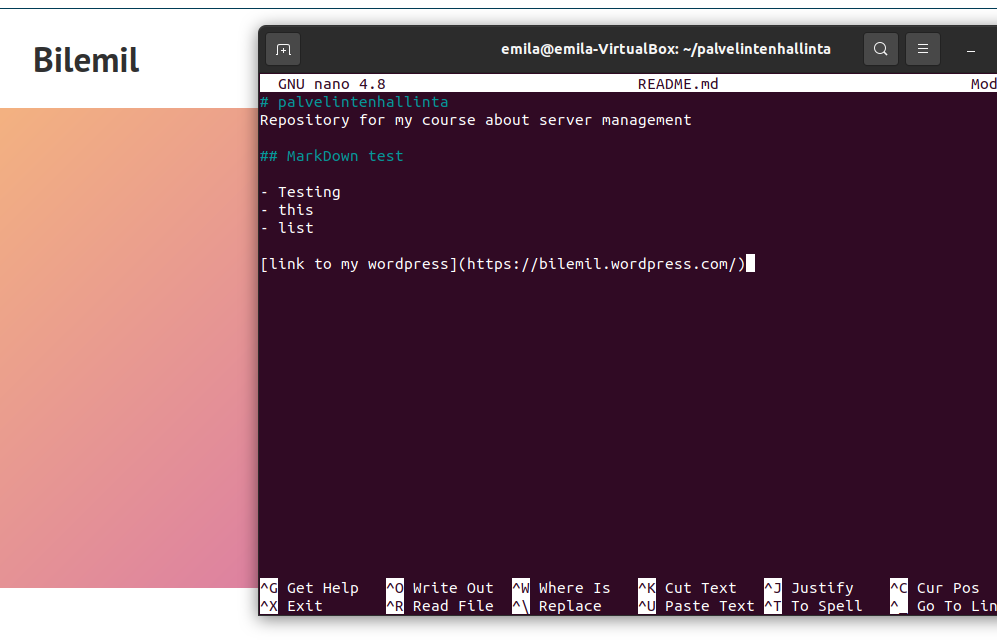 Bilemil
emila@emila-VirtualBox: ~/palvelintenhallinta
GNU nano 4.8 README.md Mod
# palvelintenhallinta
Repository for my course about server management
## MarkDown test
- Testing
- this
- list
[link to my wordpress](https://bilemil.wordpress.com/)
^G Get Help ^O Write Out ^W Where Is ^K Cut Text ^J Justify ^C Cur Pos
^X Exit ^R Read File ^\ Replace ^U Paste Text ^T To Spell ^_ Go To Lin